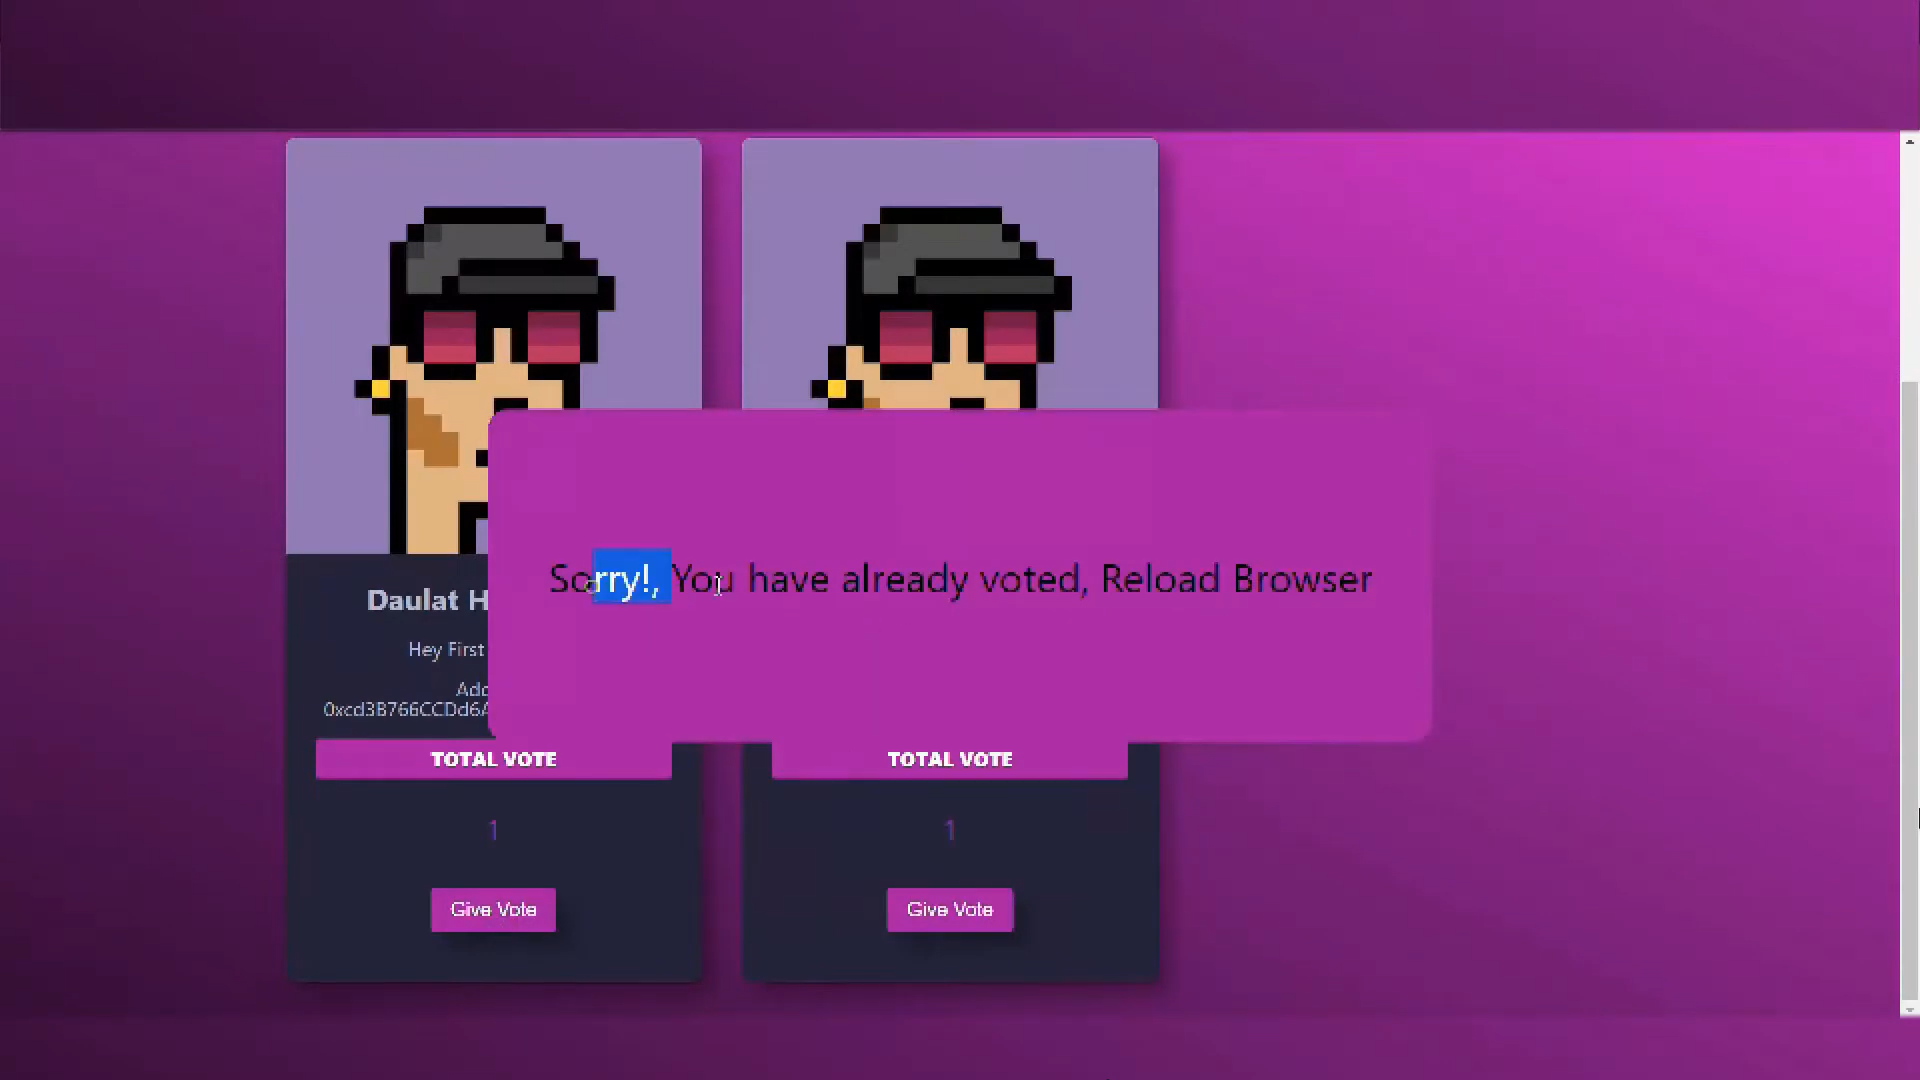 Sorry!, You have already voted, Reload Browser
Daulat H
Hey First
Add
0xcd3B766CCDd6A
TOTAL VOTE
1
Give Vote
TOTAL VOTE
1
Give Vote